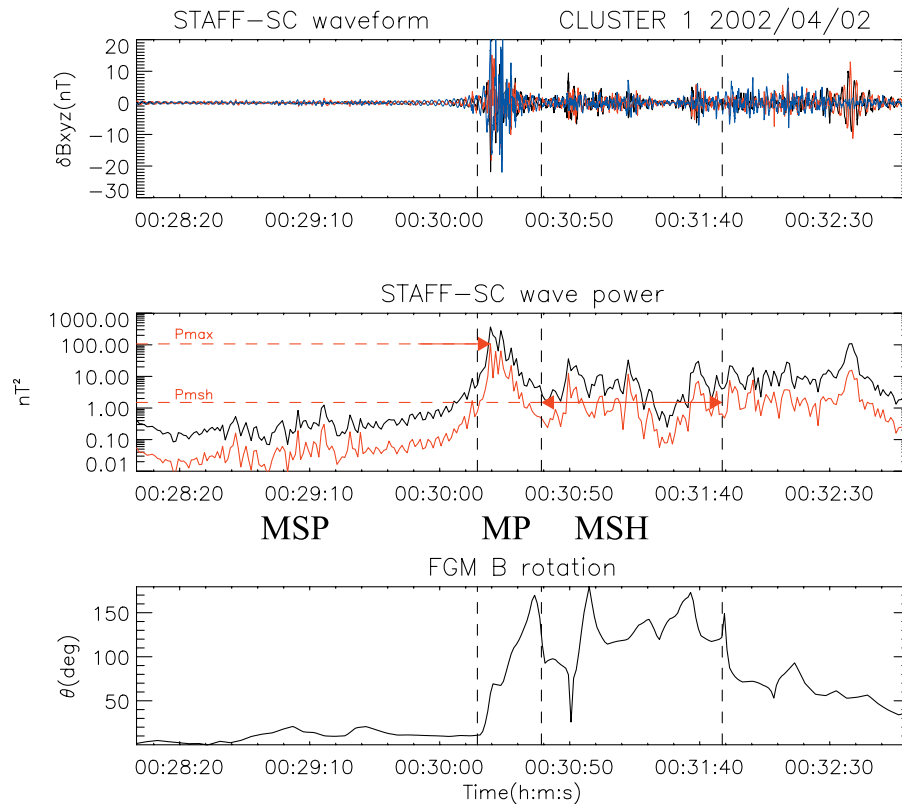 STAFF-SC waveform CLUSTER 1 2002/04/02
20
10
0
-10
-20
-30
δBxyz(nT)
00:28:20 00:29:10 00:30:00 00:30:50 00:31:40 00:32:30
STAFF-SC wave power
1000.00
100.00
10.00
1.00
0.10
0.01
nT²
Pmax
Pmsh
00:28:20 00:29:10 00:30:00 00:30:50 00:31:40 00:32:30
MSP MP MSH
FGM B rotation
150
100
50
θ(deg)
00:28:20 00:29:10 00:30:00 00:30:50 00:31:40 00:32:30
Time(h:m:s)